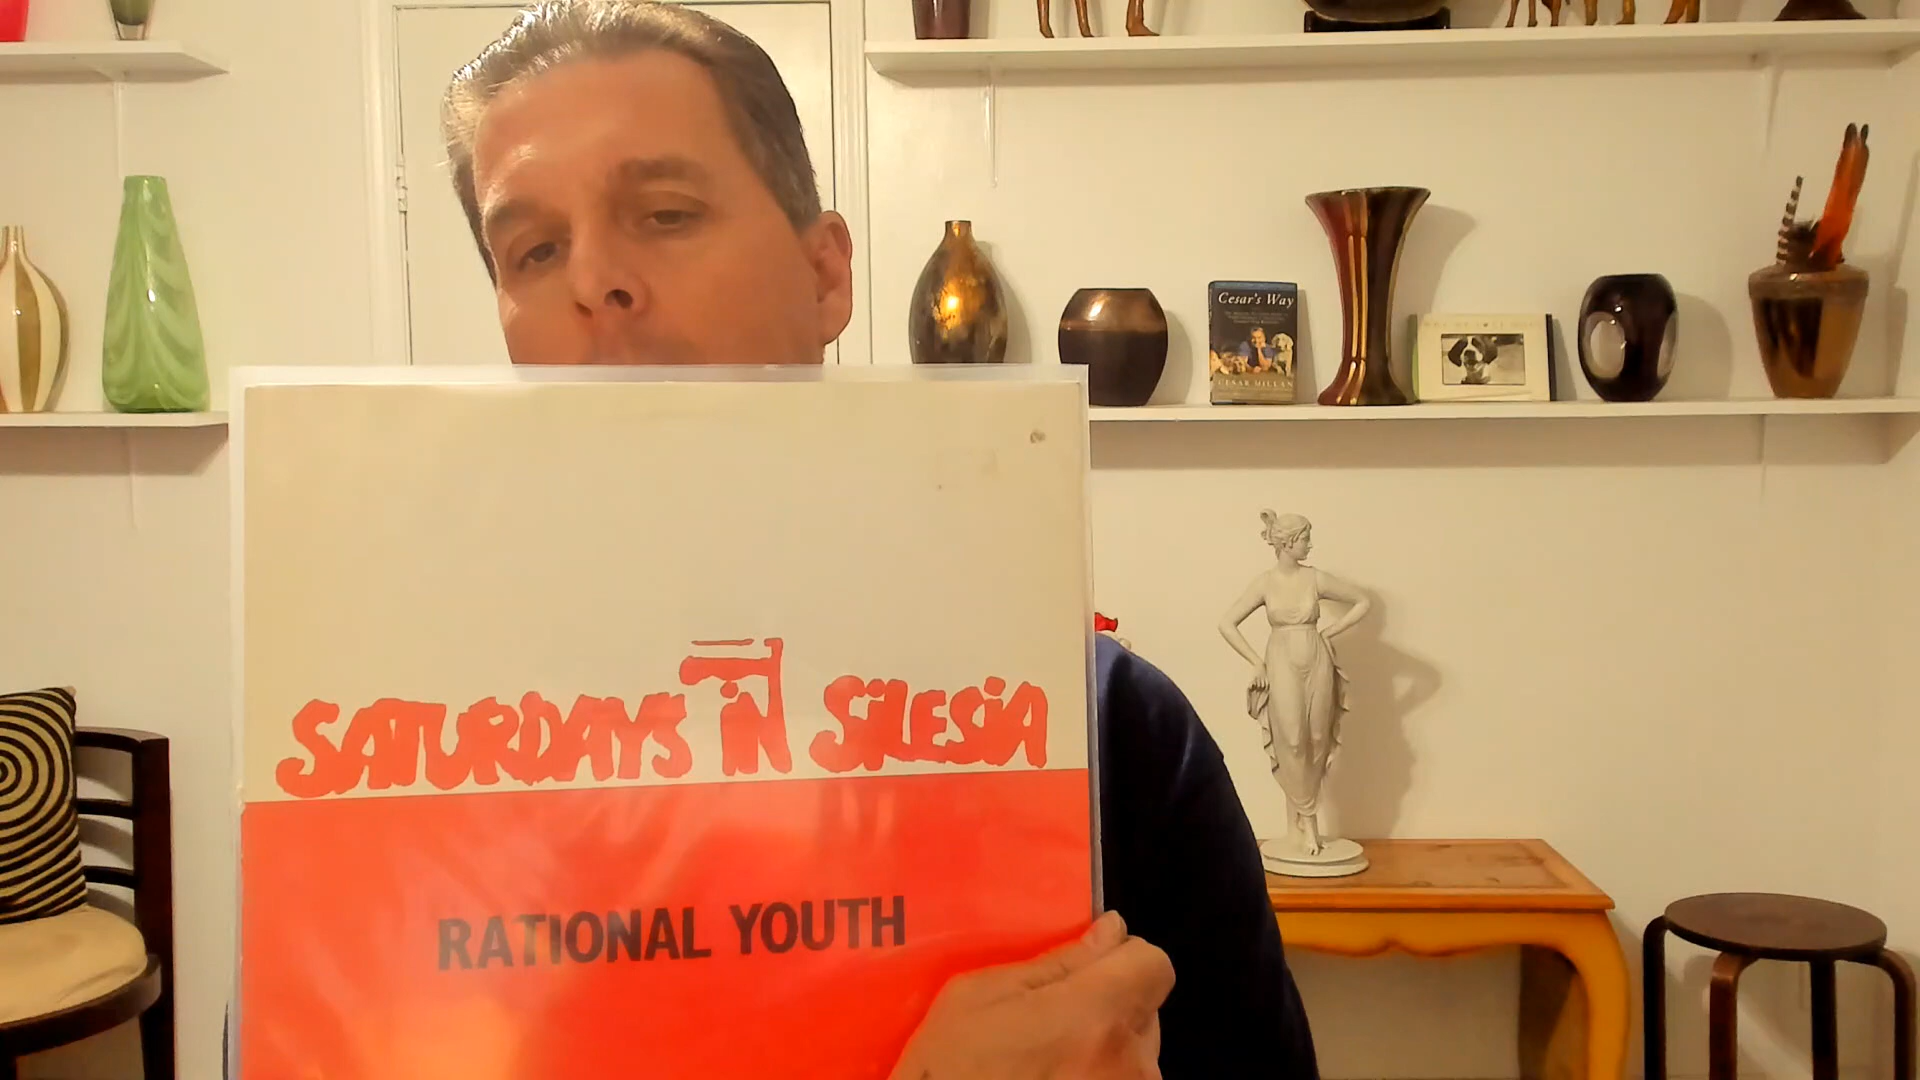 Cesar's Way
CESAR MILLAN
SATURDAYS iN SiLESiA
RATIONAL YOUTH